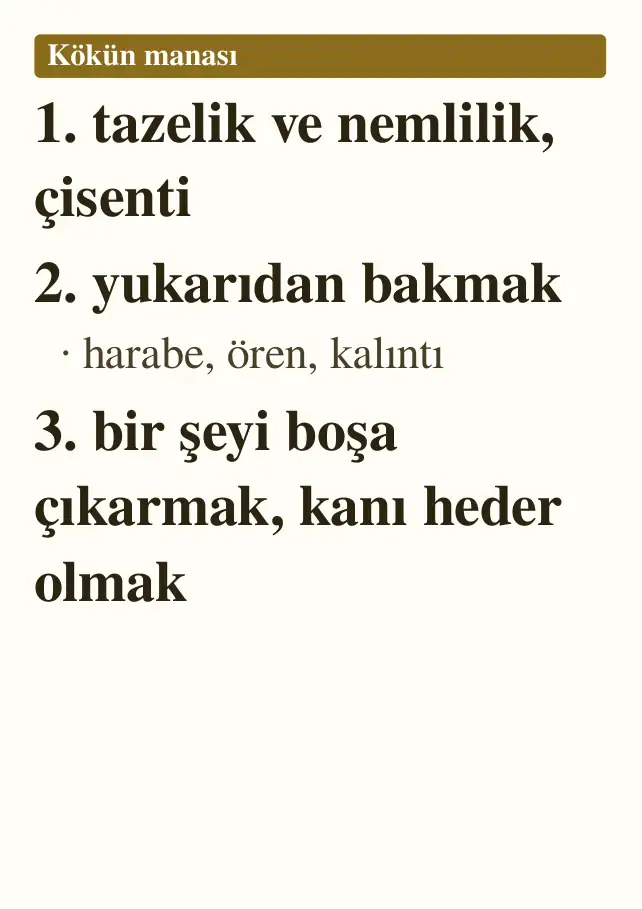 Kökün manası
1. tazelik ve nemlilik,
çisenti
2. yukarıdan bakmak
· harabe, ören, kalıntı
3. bir şeyi boşa
çıkarmak, kanı heder
olmak